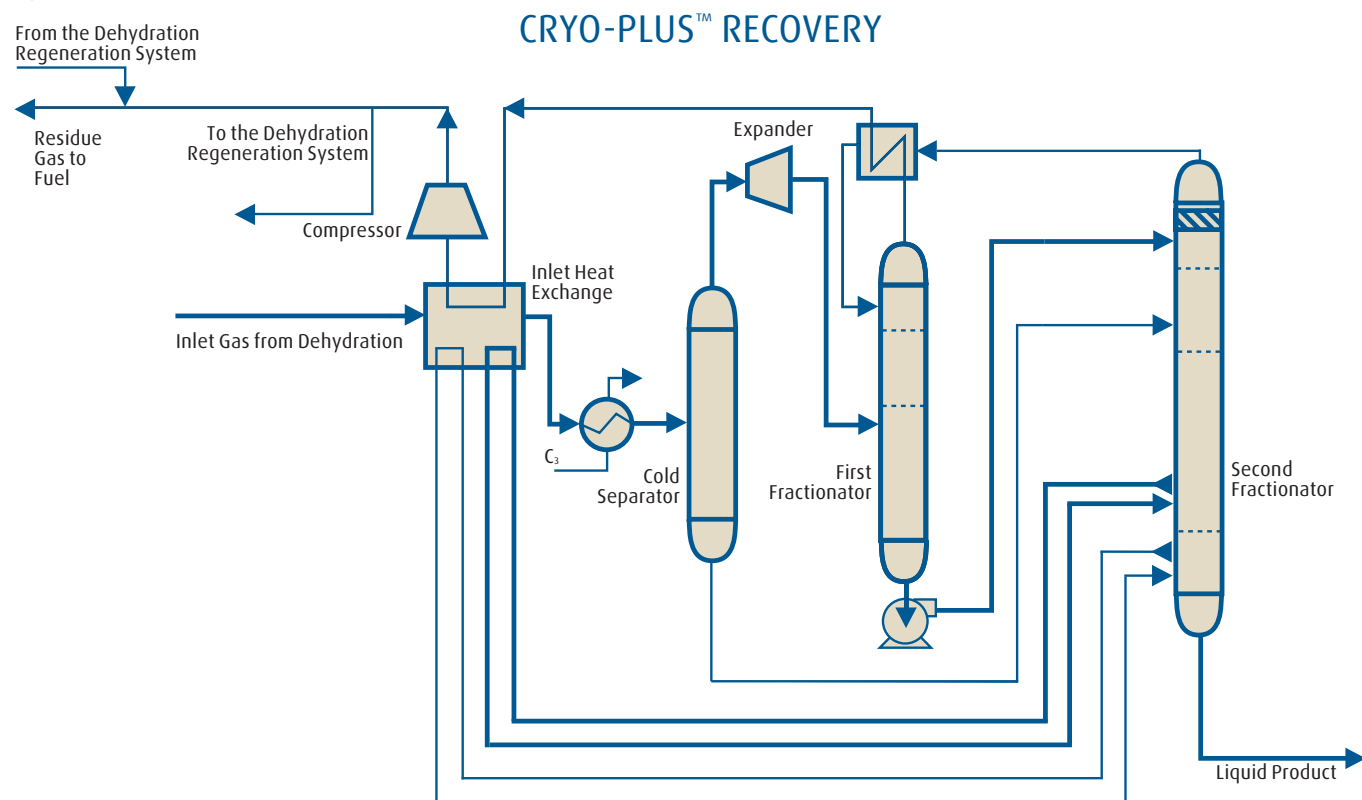 CRYO-PLUS™ RECOVERY
From the Dehydration
Regeneration System
Residue
Gas to
Fuel
To the Dehydration
Regeneration System
Compressor
Expander
Inlet Heat
Exchange
Inlet Gas from Dehydration
C₃
Cold
Separator
First
Fractionator
Second
Fractionator
Liquid Product